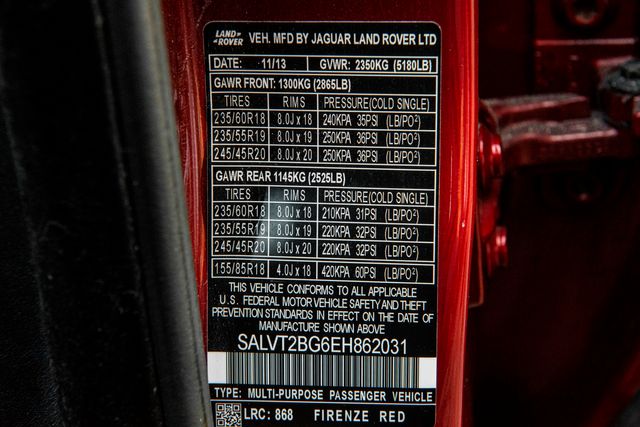 LAND ROVER VEH. MFD BY JAGUAR LAND ROVER LTD
DATE: 11/13 GVWR: 2350KG (5180LB)
GAWR FRONT: 1300KG (2865LB)
TIRES RIMS PRESSURE(COLD SINGLE)
235/60R18 8.0J x 18 240KPA 35PSI (LB/PO²)
235/55R19 8.0J x 19 250KPA 36PSI (LB/PO²)
245/45R20 8.0J x 20 250KPA 36PSI (LB/PO²)
GAWR REAR 1145KG (2525LB)
TIRES RIMS PRESSURE(COLD SINGLE)
235/60R18 8.0J x 18 210KPA 31PSI (LB/PO²)
235/55R19 8.0J x 19 220KPA 32PSI (LB/PO²)
245/45R20 8.0J x 20 220KPA 32PSI (LB/PO²)
155/85R18 4.0J x 18 420KPA 60PSI (LB/PO²)
THIS VEHICLE CONFORMS TO ALL APPLICABLE
U.S. FEDERAL MOTOR VEHICLE SAFETY AND THEFT
PREVENTION STANDARDS IN EFFECT ON THE DATE OF
MANUFACTURE SHOWN ABOVE
SALVT2BG6EH862031
TYPE: MULTI-PURPOSE PASSENGER VEHICLE
LRC: 868 FIRENZE RED